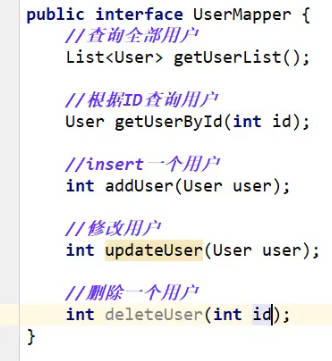 public interface UserMapper {
//查询全部用户
List<User> getUserList();
//根据ID查询用户
User getUserById(int id);
//insert一个用户
int addUser(User user);
//修改用户
int updateUser(User user);
//删除一个用户
int deleteUser(int id);
}